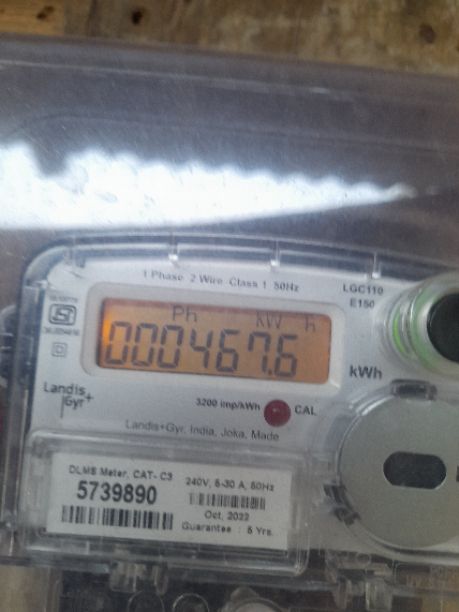 1 Phase 2 Wire Class 1 50Hz
LGC110
E150
Ph kW h
000467.6
kWh
Landis
Gyr+
3200 imp/kWh CAL
Landis+Gyr, India, Joka, Made
DLMS Meter, CAT- C3
5739890
240V, 5-30 A, 50Hz
Oct, 2022
Guarantee : 5 Yrs.